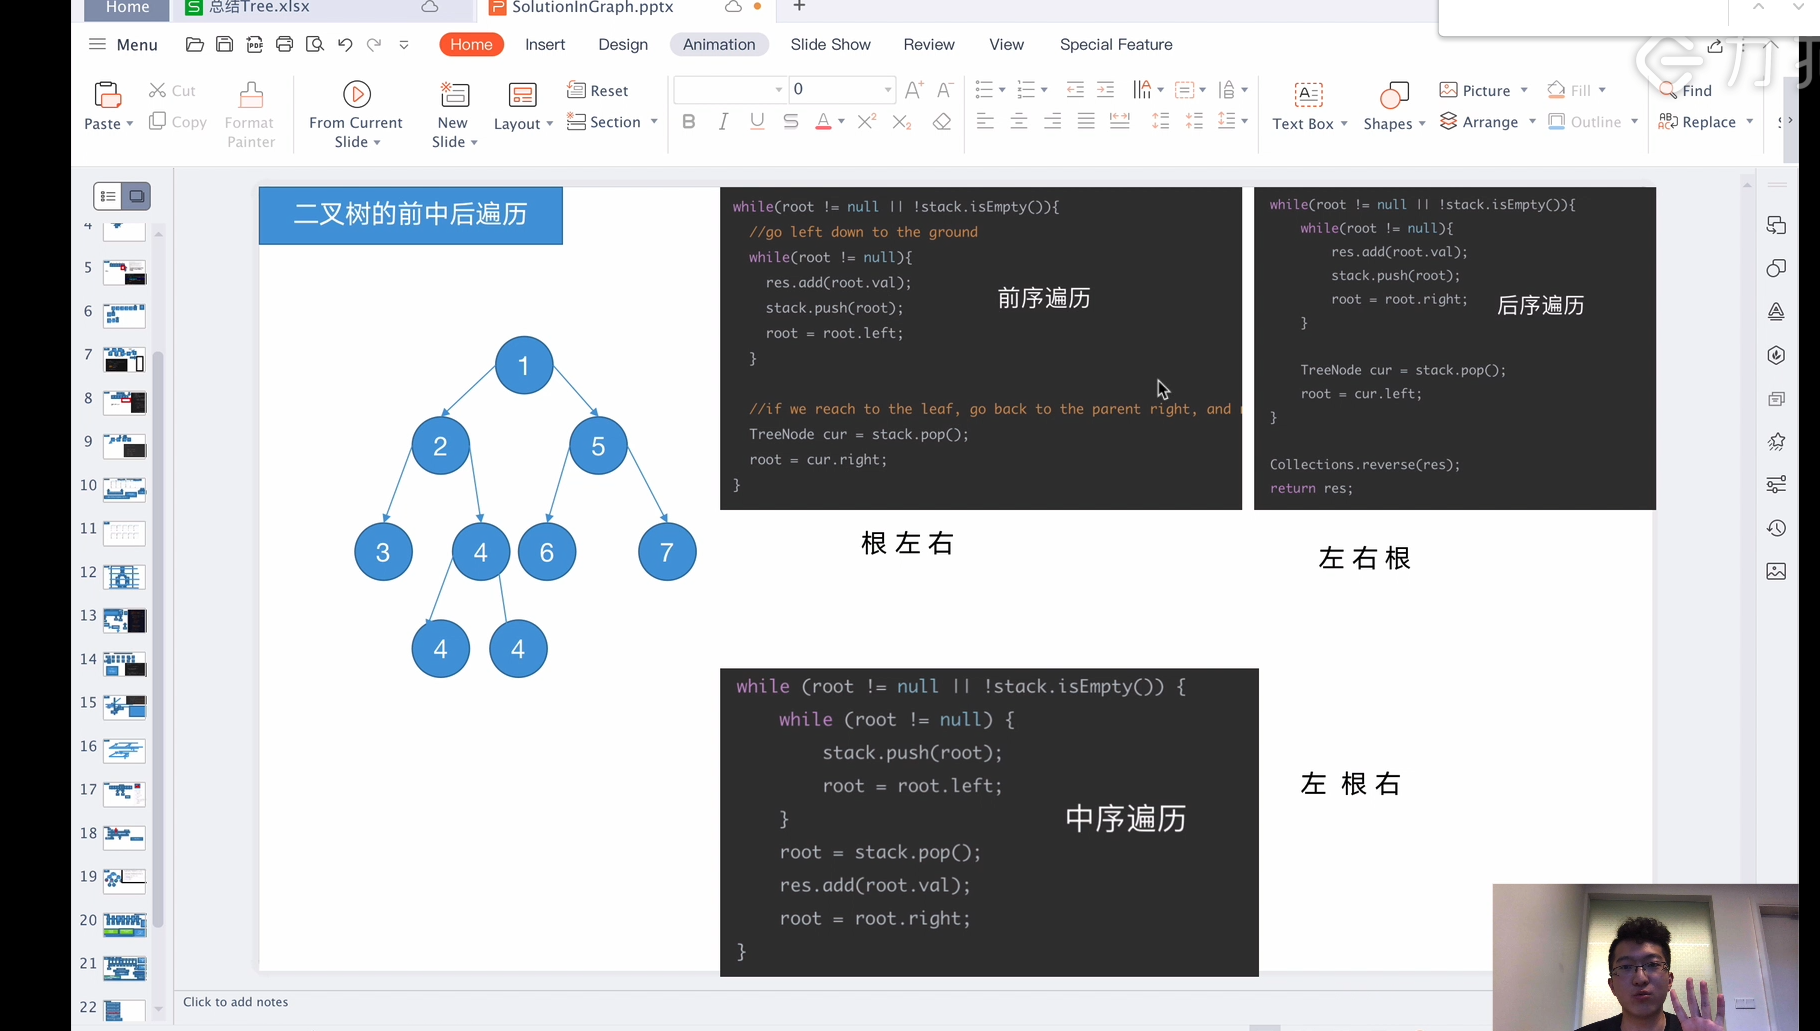 Home
总结Tree.xlsx
SolutionInGraph.pptx
Menu
Home
Insert
Design
Animation
Slide Show
Review
View
Special Feature
Paste
Cut
Copy
Format
Painter
From Current
Slide
New
Slide
Layout
Reset
Section
0
Text Box
Shapes
Picture
Arrange
Fill
Outline
Find
Replace
4
5
6
7
8
9
10
11
12
13
14
15
16
17
18
19
20
21
22
二叉树的前中后遍历
1
2
5
3
4
6
7
4
4
while(root != null || !stack.isEmpty()){
//go left down to the ground
while(root != null){
res.add(root.val);
stack.push(root);
root = root.left;
}
前序遍历
//if we reach to the leaf, go back to the parent right, and
TreeNode cur = stack.pop();
root = cur.right;
}
根 左 右
while(root != null || !stack.isEmpty()){
while(root != null){
res.add(root.val);
stack.push(root);
root = root.right;
}
后序遍历
TreeNode cur = stack.pop();
root = cur.left;
}
Collections.reverse(res);
return res;
左 右 根
while (root != null || !stack.isEmpty()) {
while (root != null) {
stack.push(root);
root = root.left;
}
中序遍历
root = stack.pop();
res.add(root.val);
root = root.right;
}
左 根 右
Click to add notes